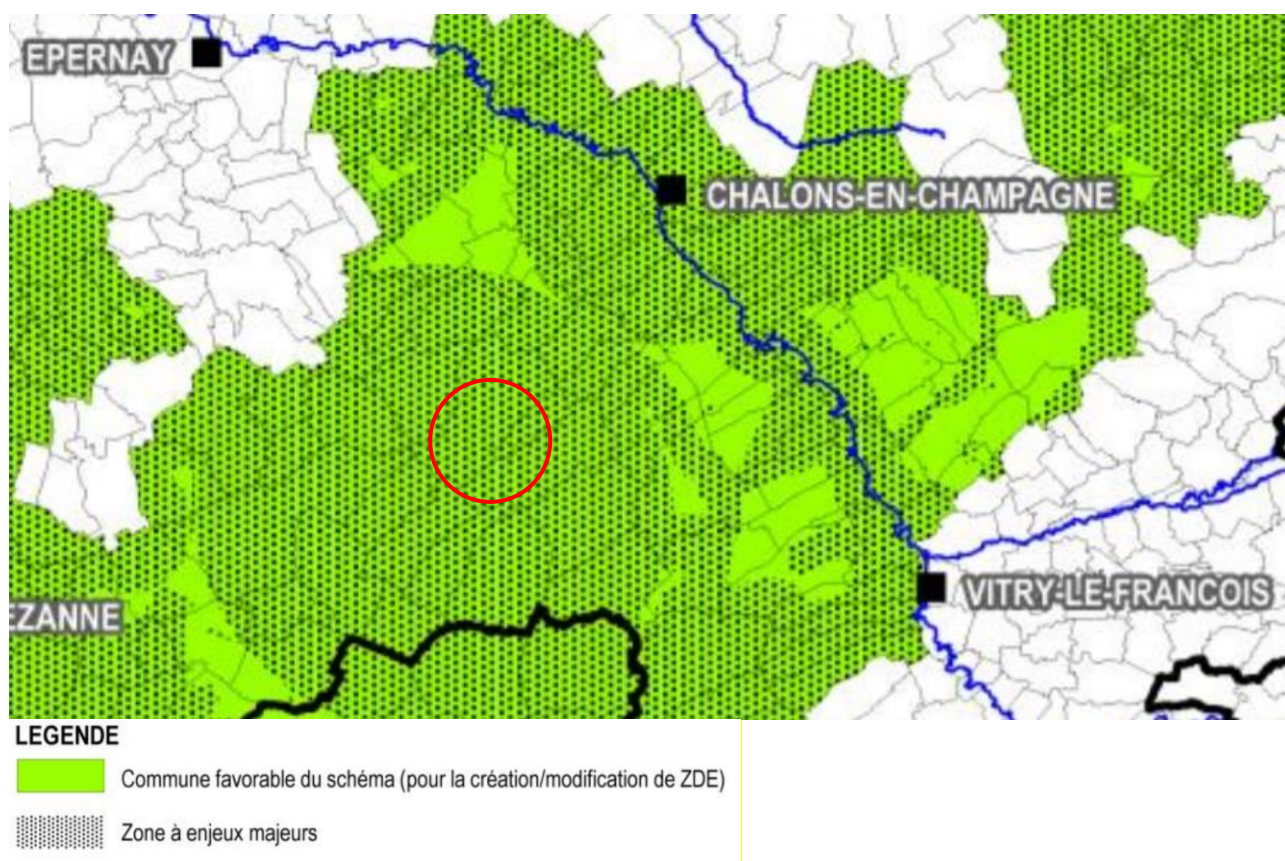 EPERNAY
CHALONS-EN-CHAMPAGNE
VITRY-LE-FRANCOIS
EZANNE
LEGENDE
Commune favorable du schéma (pour la création/modification de ZDE)
Zone à enjeux majeurs